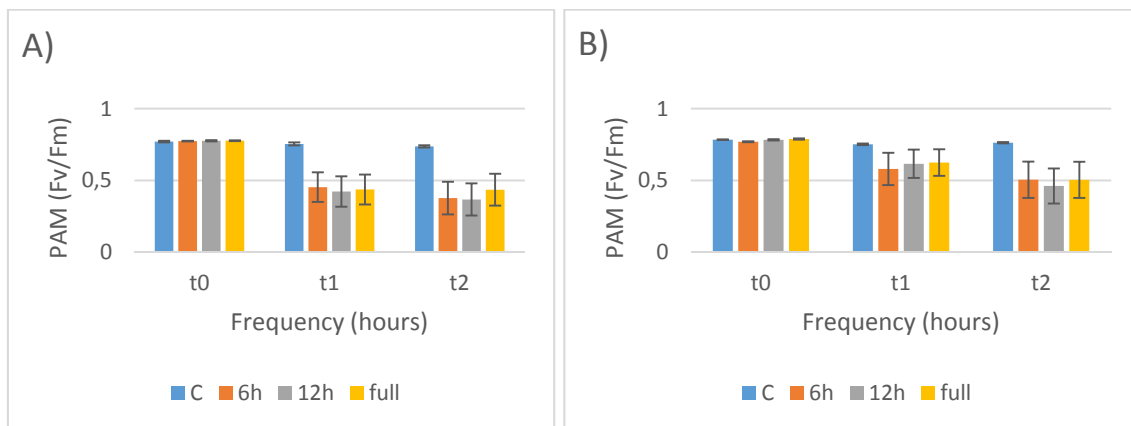 A)
PAM (Fv/Fm)
1
0,5
0
t0 t1 t2
Frequency (hours)
C 6h 12h full
B)
PAM (Fv/Fm)
1
0,5
0
t0 t1 t2
Frequency (hours)
C 6h 12h full